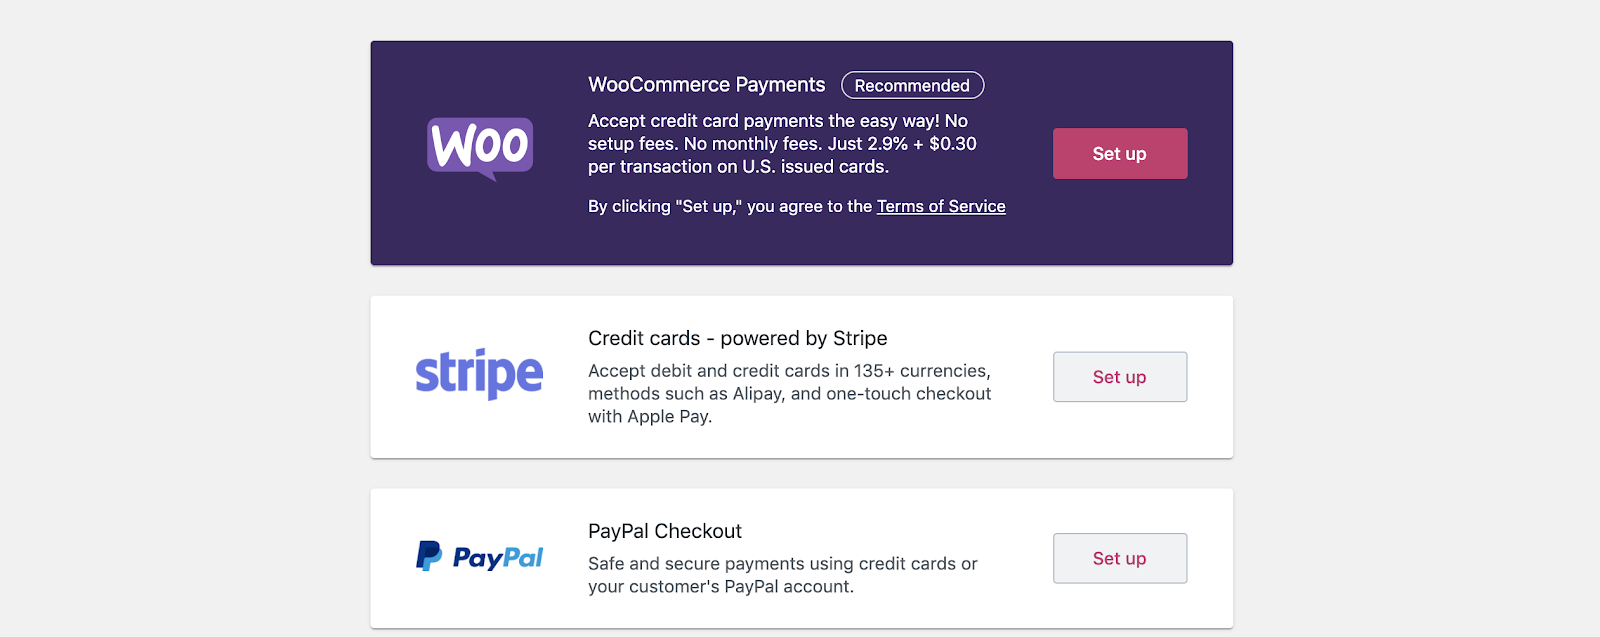 WooCommerce Payments Recommended
Woo
Accept credit card payments the easy way! No
setup fees. No monthly fees. Just 2.9% + $0.30
per transaction on U.S. issued cards.
Set up
By clicking "Set up," you agree to the Terms of Service
stripe
Credit cards - powered by Stripe
Accept debit and credit cards in 135+ currencies,
methods such as Alipay, and one-touch checkout
with Apple Pay.
Set up
PayPal
PayPal Checkout
Safe and secure payments using credit cards or
your customer's PayPal account.
Set up